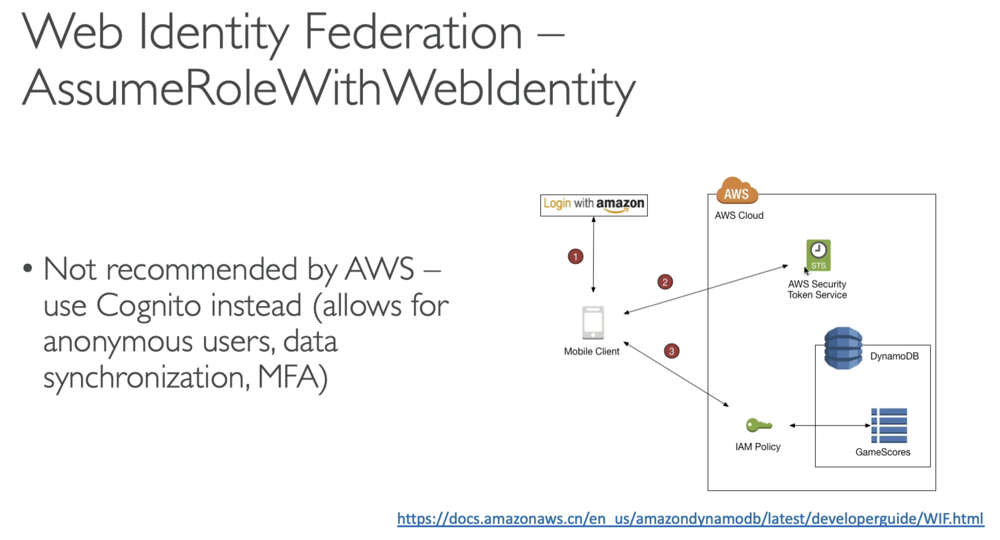 Web Identity Federation –
AssumeRoleWithWebIdentity
• Not recommended by AWS –
use Cognito instead (allows for
anonymous users, data
synchronization, MFA)
Login with amazon
AWS
AWS Cloud
1
STS
2
AWS Security
Token Service
3
Mobile Client
DynamoDB
IAM Policy
GameScores
https://docs.amazonaws.cn/en_us/amazondynamodb/latest/developerguide/WIF.html